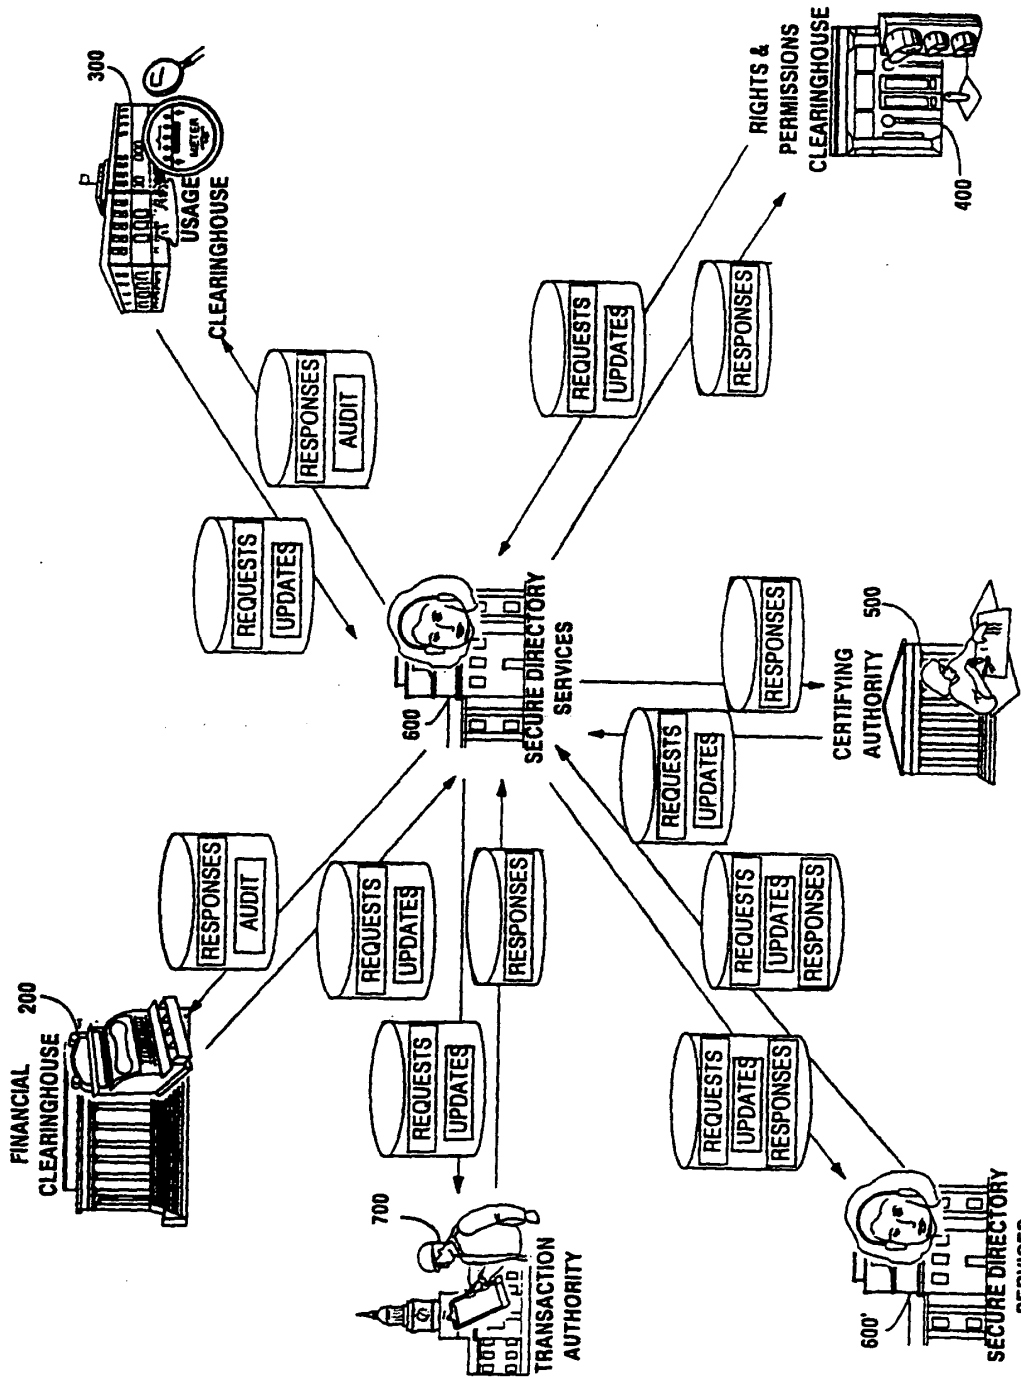 FINANCIAL
CLEARINGHOUSE
200
RESPONSES
AUDIT
REQUESTS
UPDATES
300
METER
USAGE
CLEARINGHOUSE
REQUESTS
UPDATES
RESPONSES
AUDIT
700
TRANSACTION
AUTHORITY
REQUESTS
UPDATES
RESPONSES
600
SECURE DIRECTORY
SERVICES
REQUESTS
UPDATES
RESPONSES
RIGHTS &
PERMISSIONS
CLEARINGHOUSE
400
REQUESTS
UPDATES
RESPONSES
REQUESTS
UPDATES
RESPONSES
600'
SECURE DIRECTORY
SERVICES
REQUESTS
UPDATES
RESPONSES
CERTIFYING
AUTHORITY
500